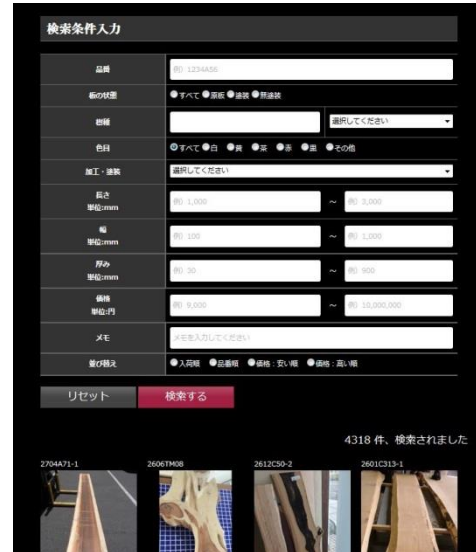 検索条件入力
品番
例) 1234A56
板の状態
すべて 原板 塗装 無塗装
樹種
選択してください
色目
すべて 白 黄 茶 赤 黒 その他
加工・塗装
選択してください
長さ
単位:mm
例) 1,000 ~ 例) 3,000
幅
単位:mm
例) 100 ~ 例) 1,000
厚み
単位:mm
例) 30 ~ 例) 900
価格
単位:円
例) 9,000 ~ 例) 10,000,000
メモ
メモを入力してください
並び替え
入荷順 品番順 価格:安い順 価格:高い順
リセット 検索する
4318 件、検索されました
2704A71-1 2606TM08 2612C50-2 2601C313-1